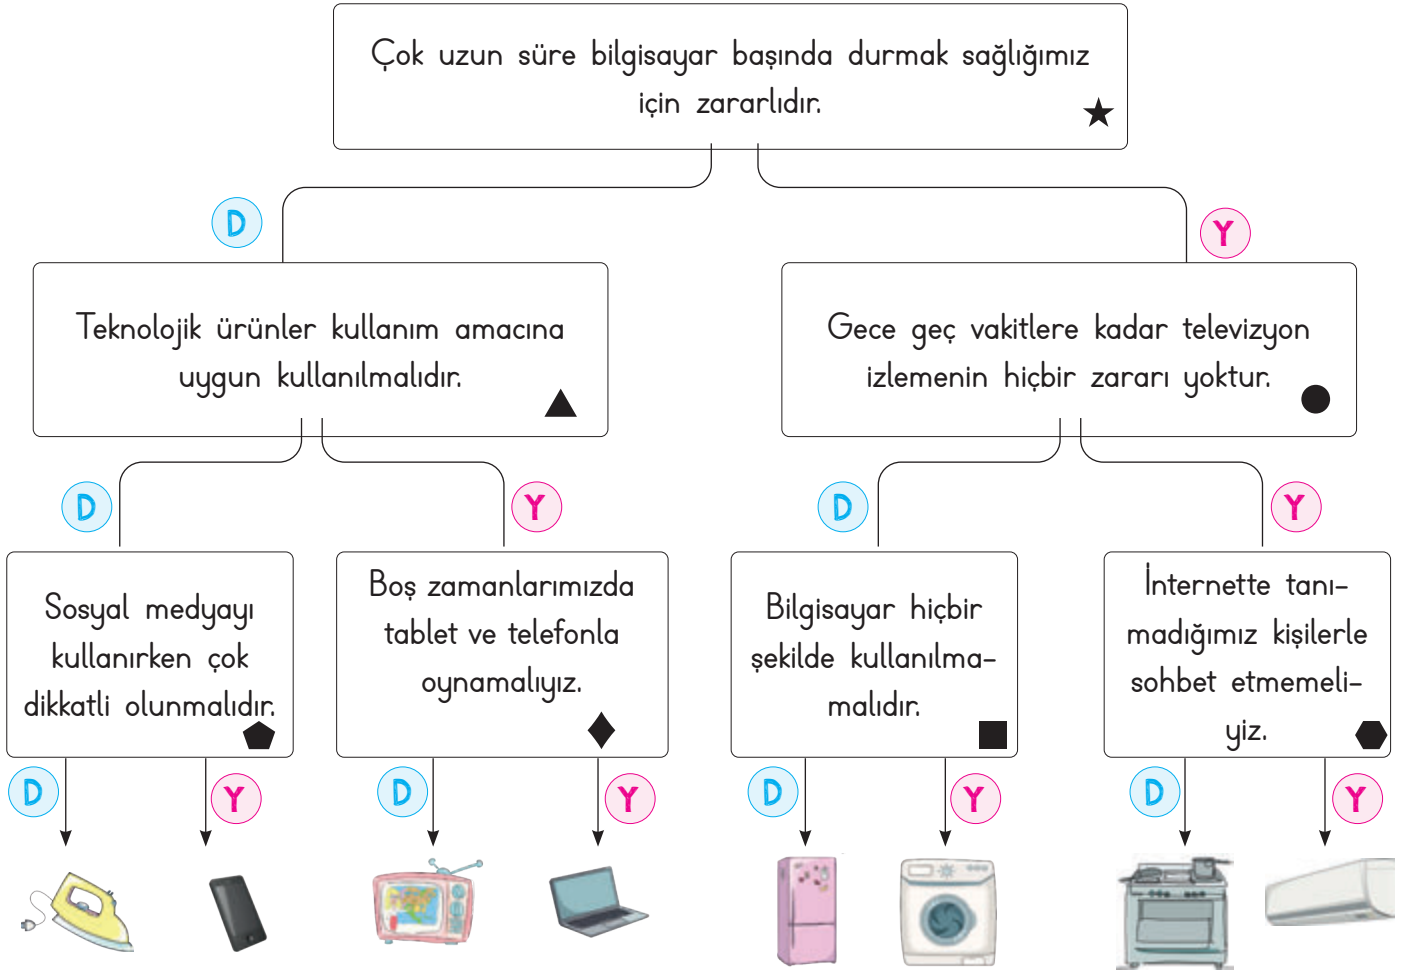 Çok uzun süre bilgisayar başında durmak sağlığımız
için zararlıdır.
D
Y
Teknolojik ürünler kullanım amacına
uygun kullanılmalıdır.
Gece geç vakitlere kadar televizyon
izlemenin hiçbir zararı yoktur.
D
Y
D
Y
Sosyal medyayı
kullanırken çok
dikkatli olunmalıdır.
Boş zamanlarımızda
tablet ve telefonla
oynamalıyız.
Bilgisayar hiçbir
şekilde kullanılma-
malıdır.
İnternette tanı-
madığımız kişilerle
sohbet etmemeli-
yiz.
D
Y
D
Y
D
Y
D
Y